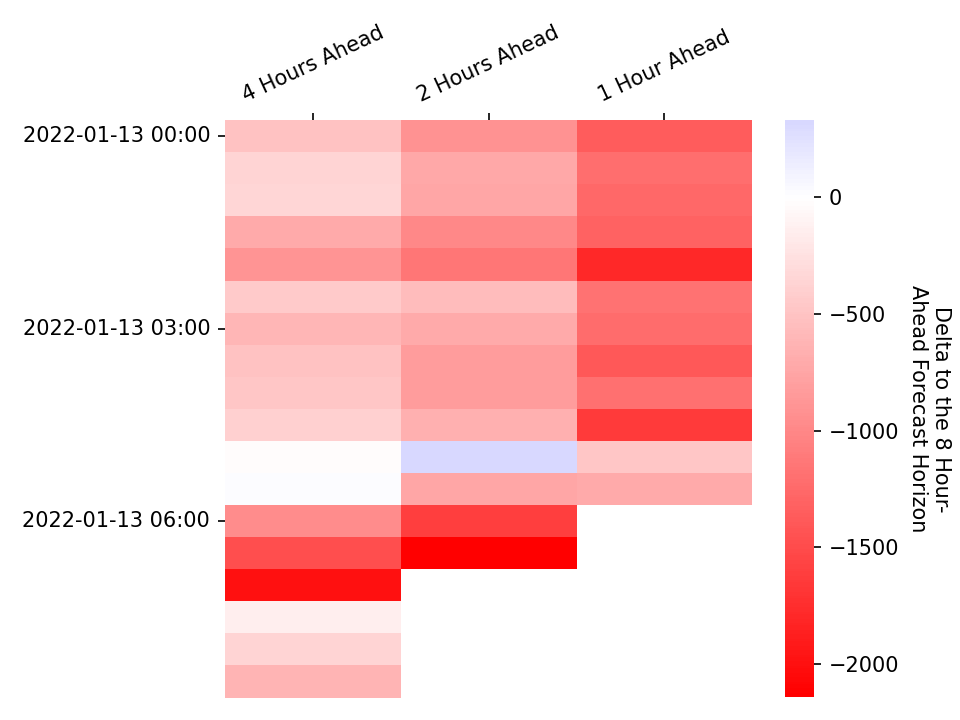 4 Hours Ahead
2 Hours Ahead
1 Hour Ahead
2022-01-13 00:00
2022-01-13 03:00
2022-01-13 06:00
0
−500
−1000
−1500
−2000
Delta to the 8 Hour-
Ahead Forecast Horizon